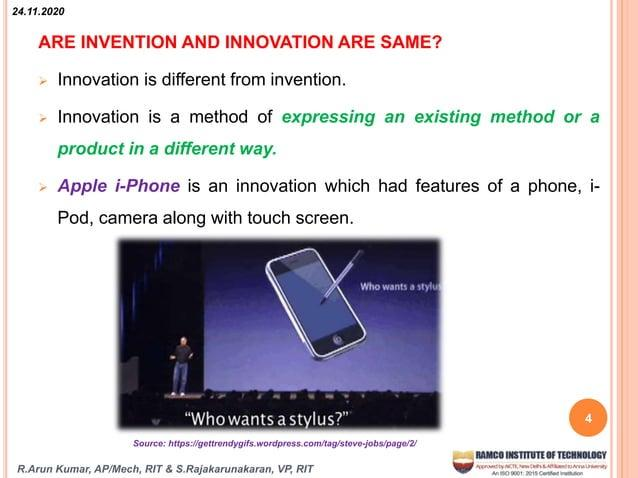 24.11.2020
ARE INVENTION AND INNOVATION ARE SAME?
➢ Innovation is different from invention.
➢ Innovation is a method of expressing an existing method or a
product in a different way.
➢ Apple i-Phone is an innovation which had features of a phone, i-
Pod, camera along with touch screen.
Who wants a stylus
"Who wants a stylus?"
4
Source: https://gettrendygifs.wordpress.com/tag/steve-jobs/page/2/
R.Arun Kumar, AP/Mech, RIT & S.Rajakarunakaran, VP, RIT
RAMCO INSTITUTE OF TECHNOLOGY
Approved by AICTE, New Delhi & Affiliated to Anna University
An ISO 9001: 2015 Certified Institution